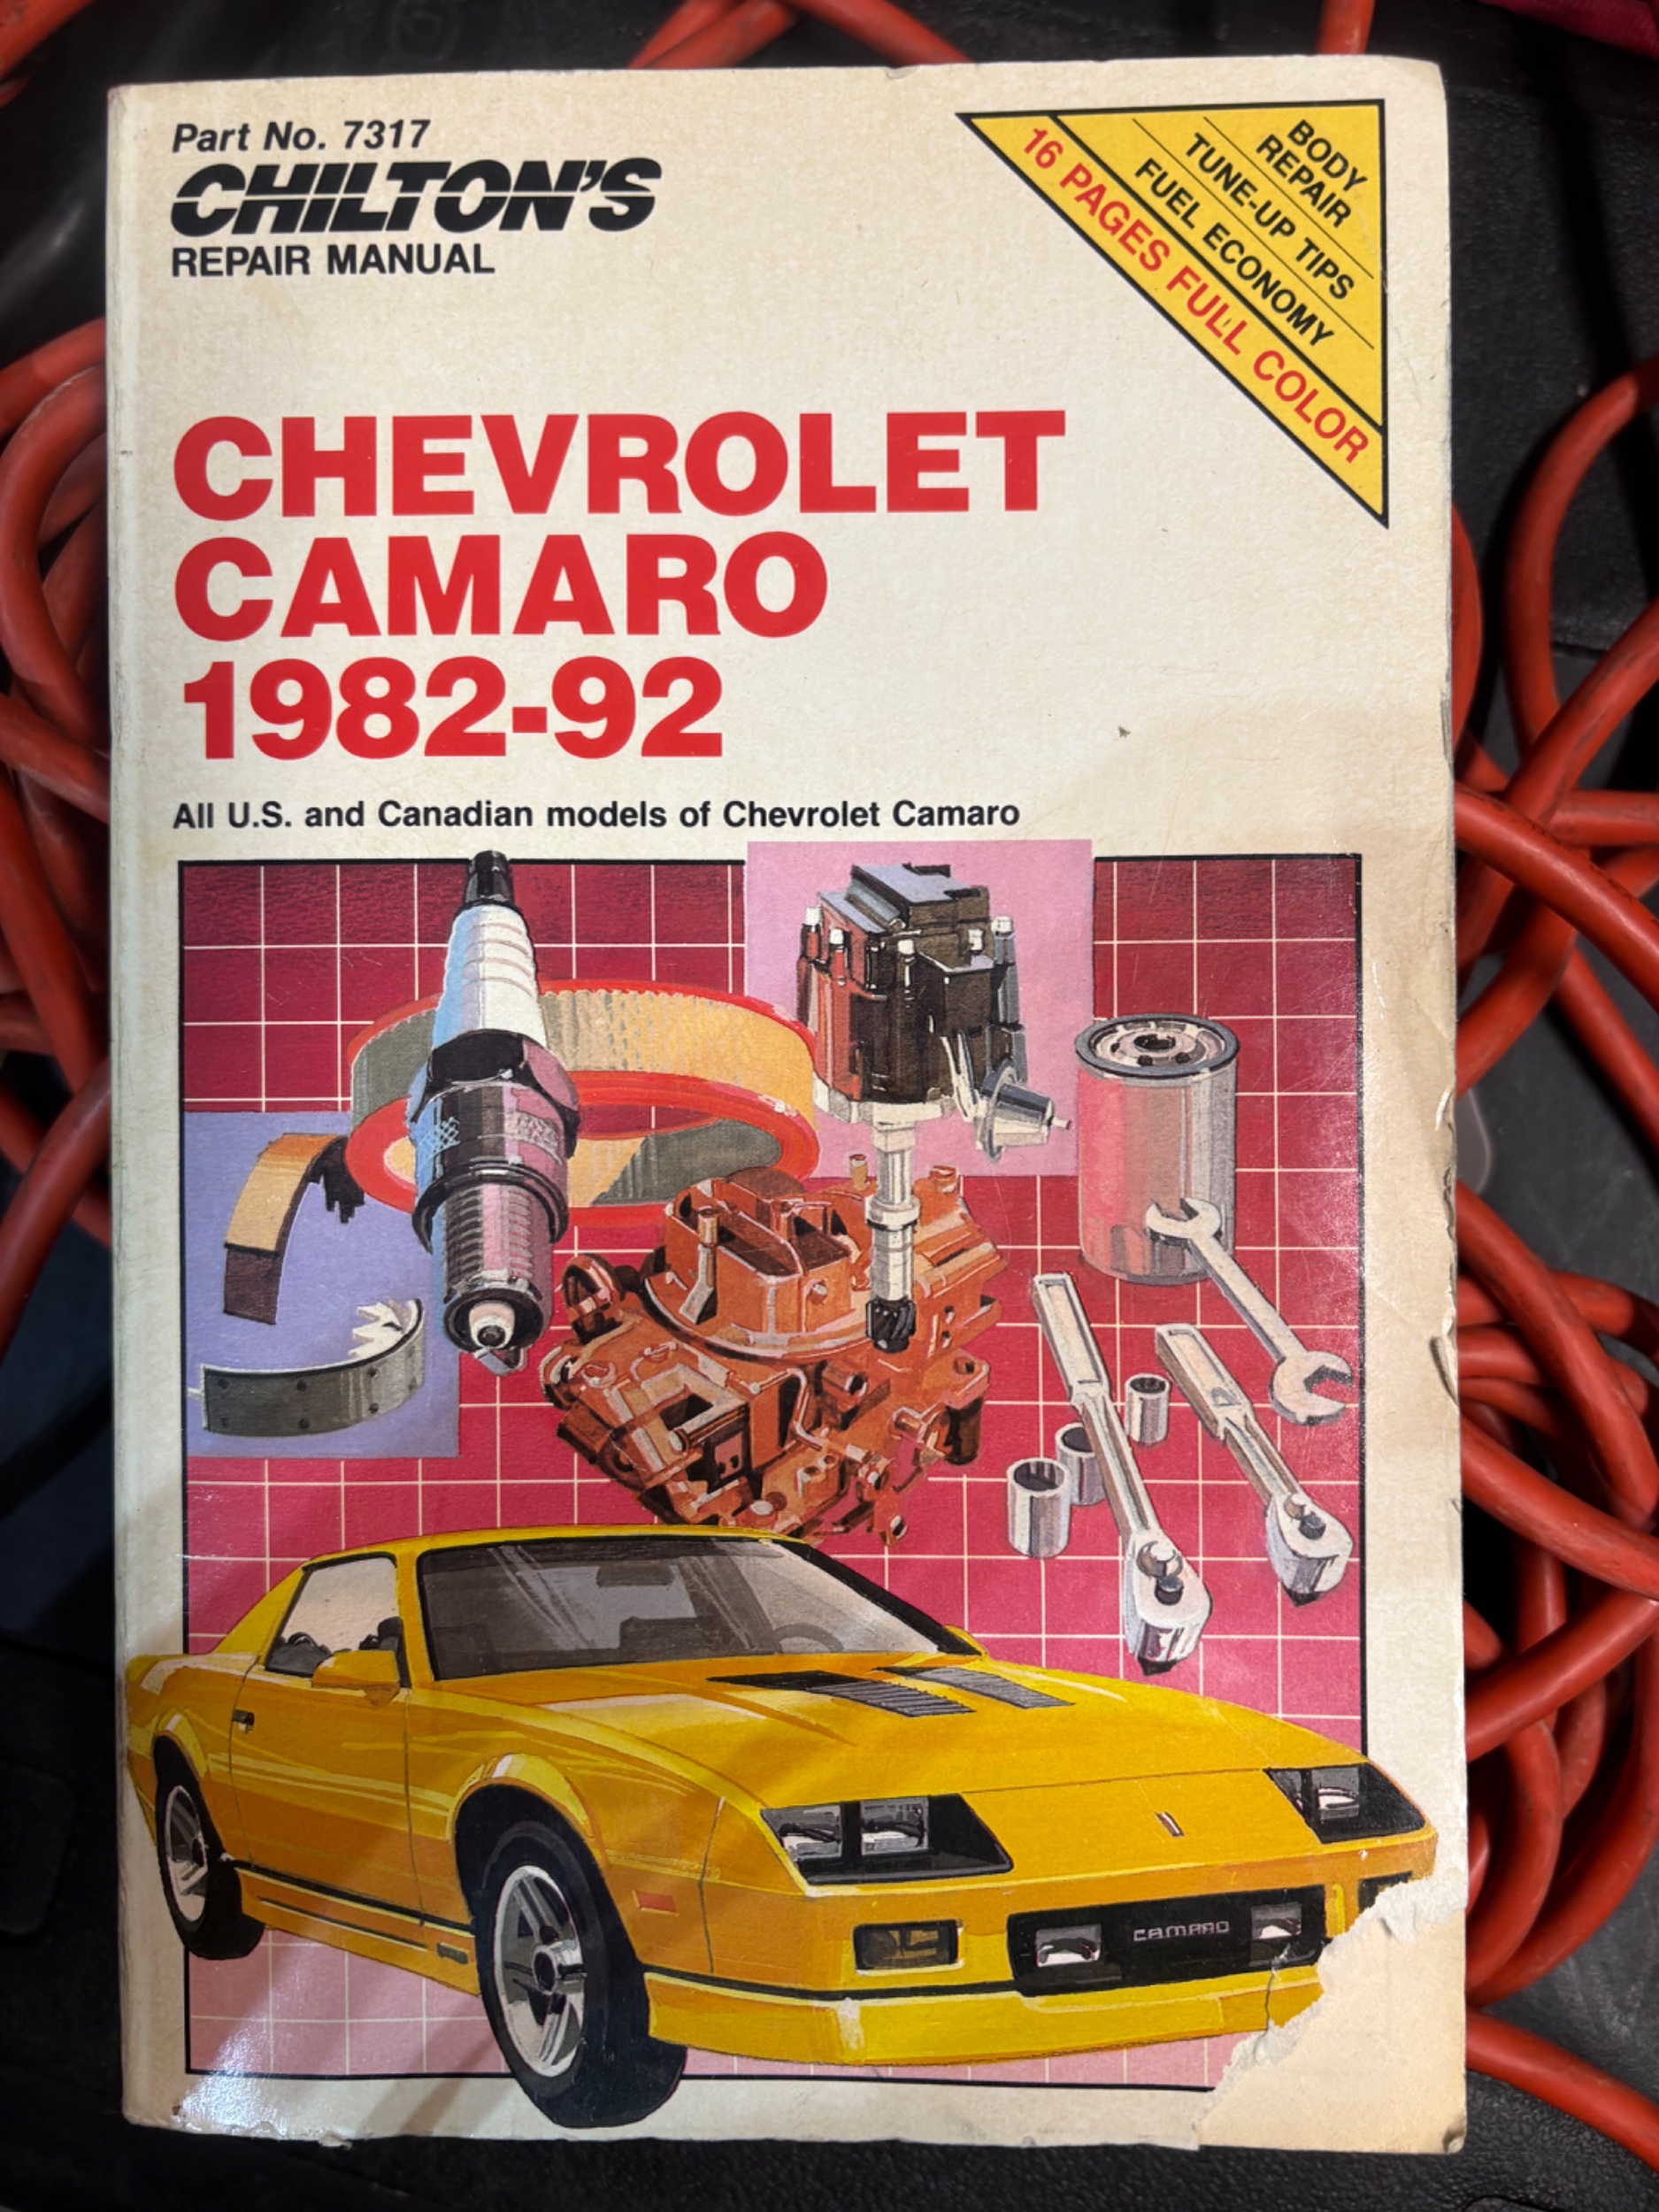 Part No. 7317
CHILTON'S
REPAIR MANUAL
BODY
REPAIR
TUNE-UP TIPS
FUEL ECONOMY
16 PAGES FULL COLOR
CHEVROLET
CAMARO
1982-92
All U.S. and Canadian models of Chevrolet Camaro
CAMARO